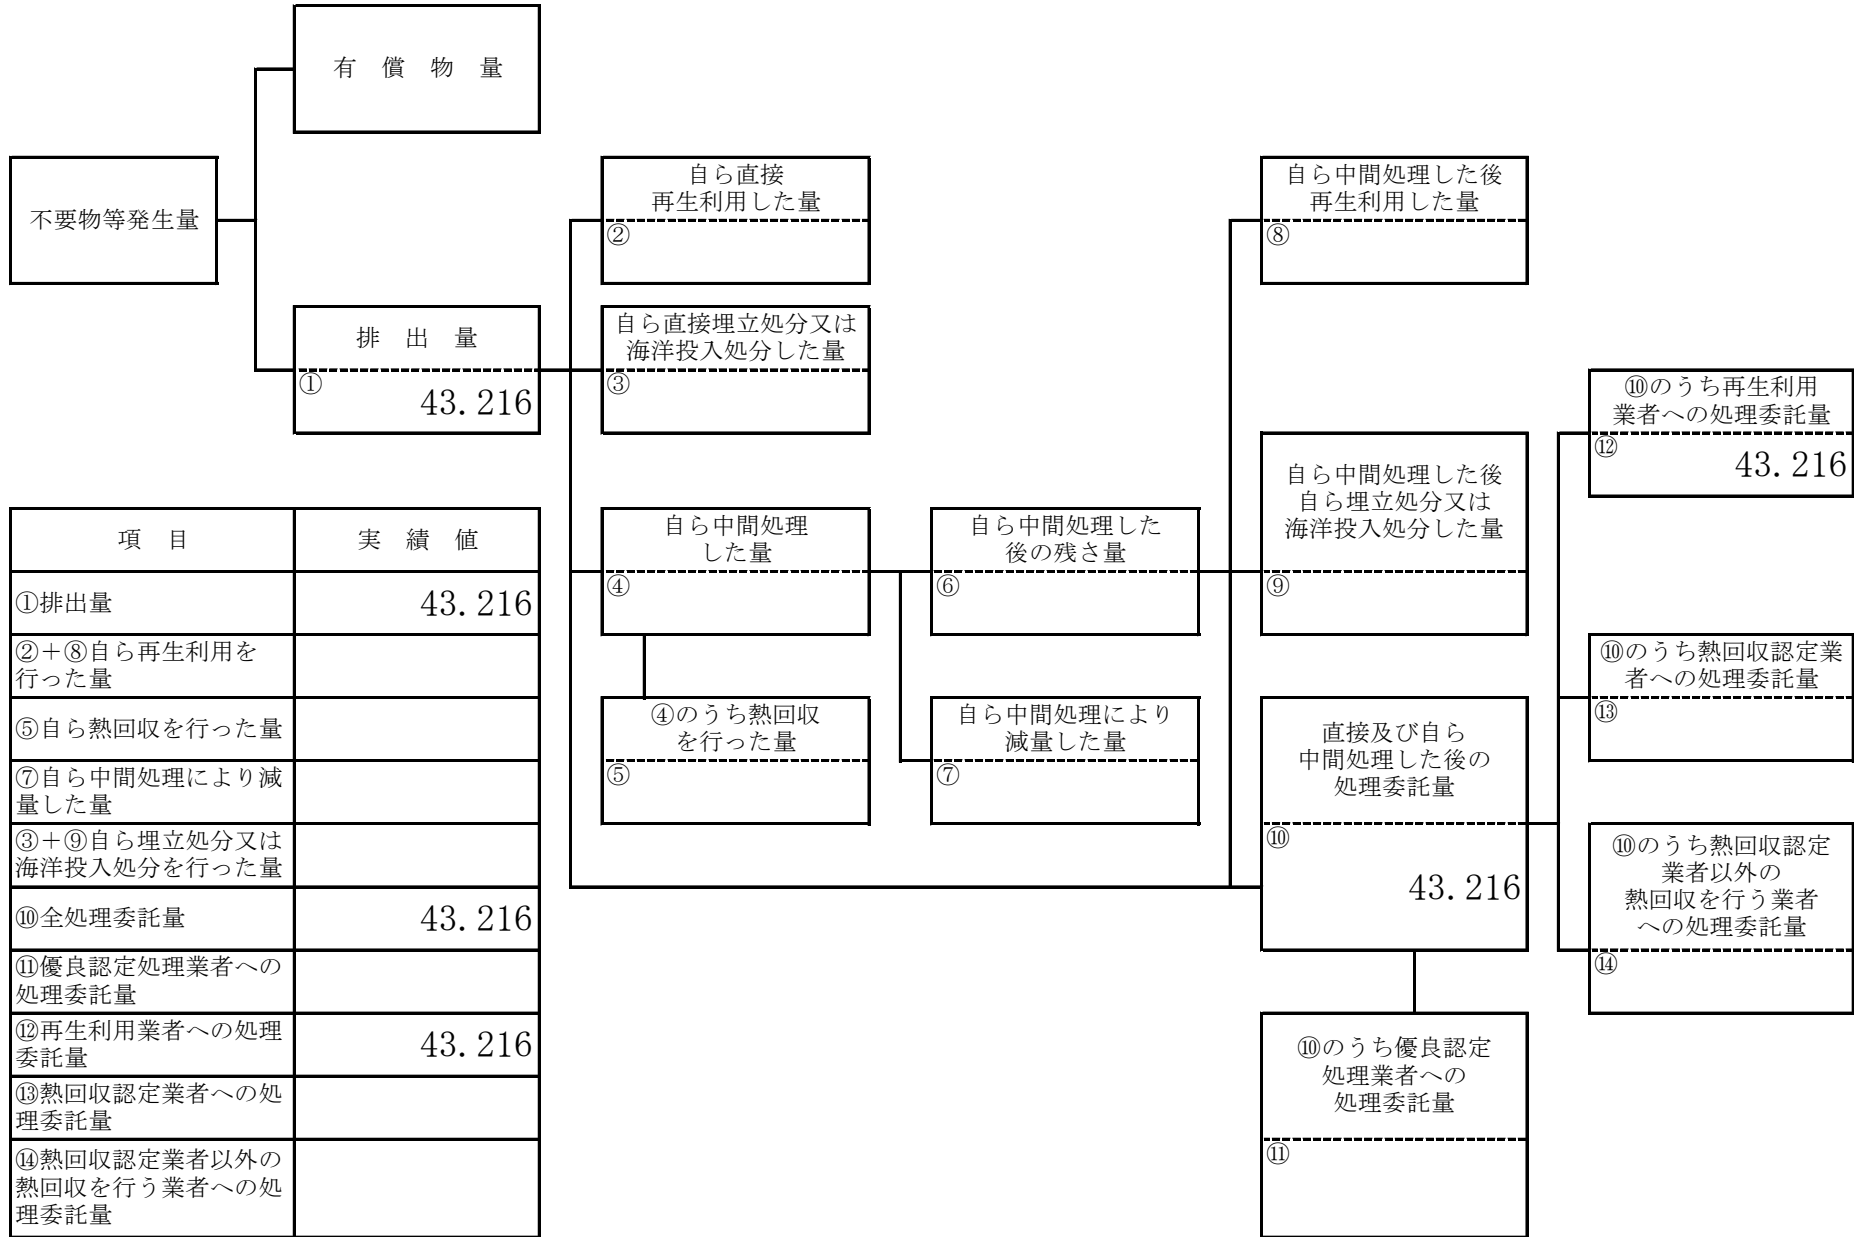 有 償 物 量
不要物等発生量
排 出 量
①
43.216
自ら直接
再生利用した量
②
自ら直接埋立処分又は
海洋投入処分した量
③
自ら中間処理
した量
④
④のうち熱回収
を行った量
⑤
自ら中間処理した
後の残さ量
⑥
自ら中間処理により
減量した量
⑦
自ら中間処理した後
再生利用した量
⑧
自ら中間処理した後
自ら埋立処分又は
海洋投入処分した量
⑨
直接及び自ら
中間処理した後の
処理委託量
⑩
43.216
⑩のうち優良認定
処理業者への
処理委託量
⑪
⑩のうち再生利用
業者への処理委託量
⑫
43.216
⑩のうち熱回収認定業
者への処理委託量
⑬
⑩のうち熱回収認定
業者以外の
熱回収を行う業者
への処理委託量
⑭
項 目 実 績 値
①排出量 43.216
②＋⑧自ら再生利用を
行った量
⑤自ら熱回収を行った量
⑦自ら中間処理により減
量した量
③＋⑨自ら埋立処分又は
海洋投入処分を行った量
⑩全処理委託量 43.216
⑪優良認定処理業者への
処理委託量
⑫再生利用業者への処理
委託量 43.216
⑬熱回収認定業者への処
理委託量
⑭熱回収認定業者以外の
熱回収を行う業者への処
理委託量